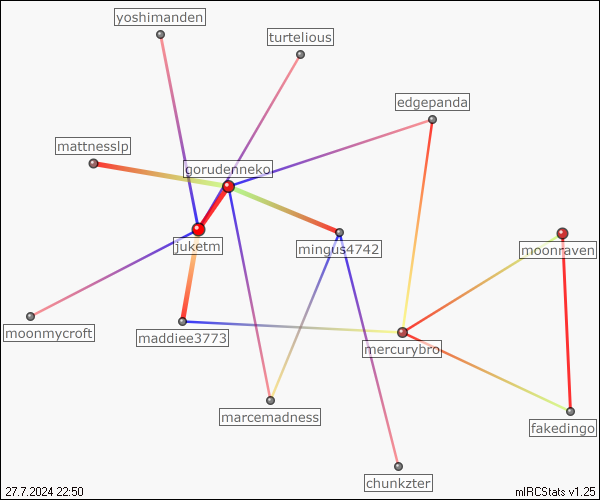 yoshimanden
turtelious
edgepanda
mattnesslp
gorudenneko
juketm
mingus4742
moonraven
moonmycroft
maddiee3773
mercurybro
marcemadness
fakedingo
chunkzter
27.7.2024 22:50
mIRCStats v1.25